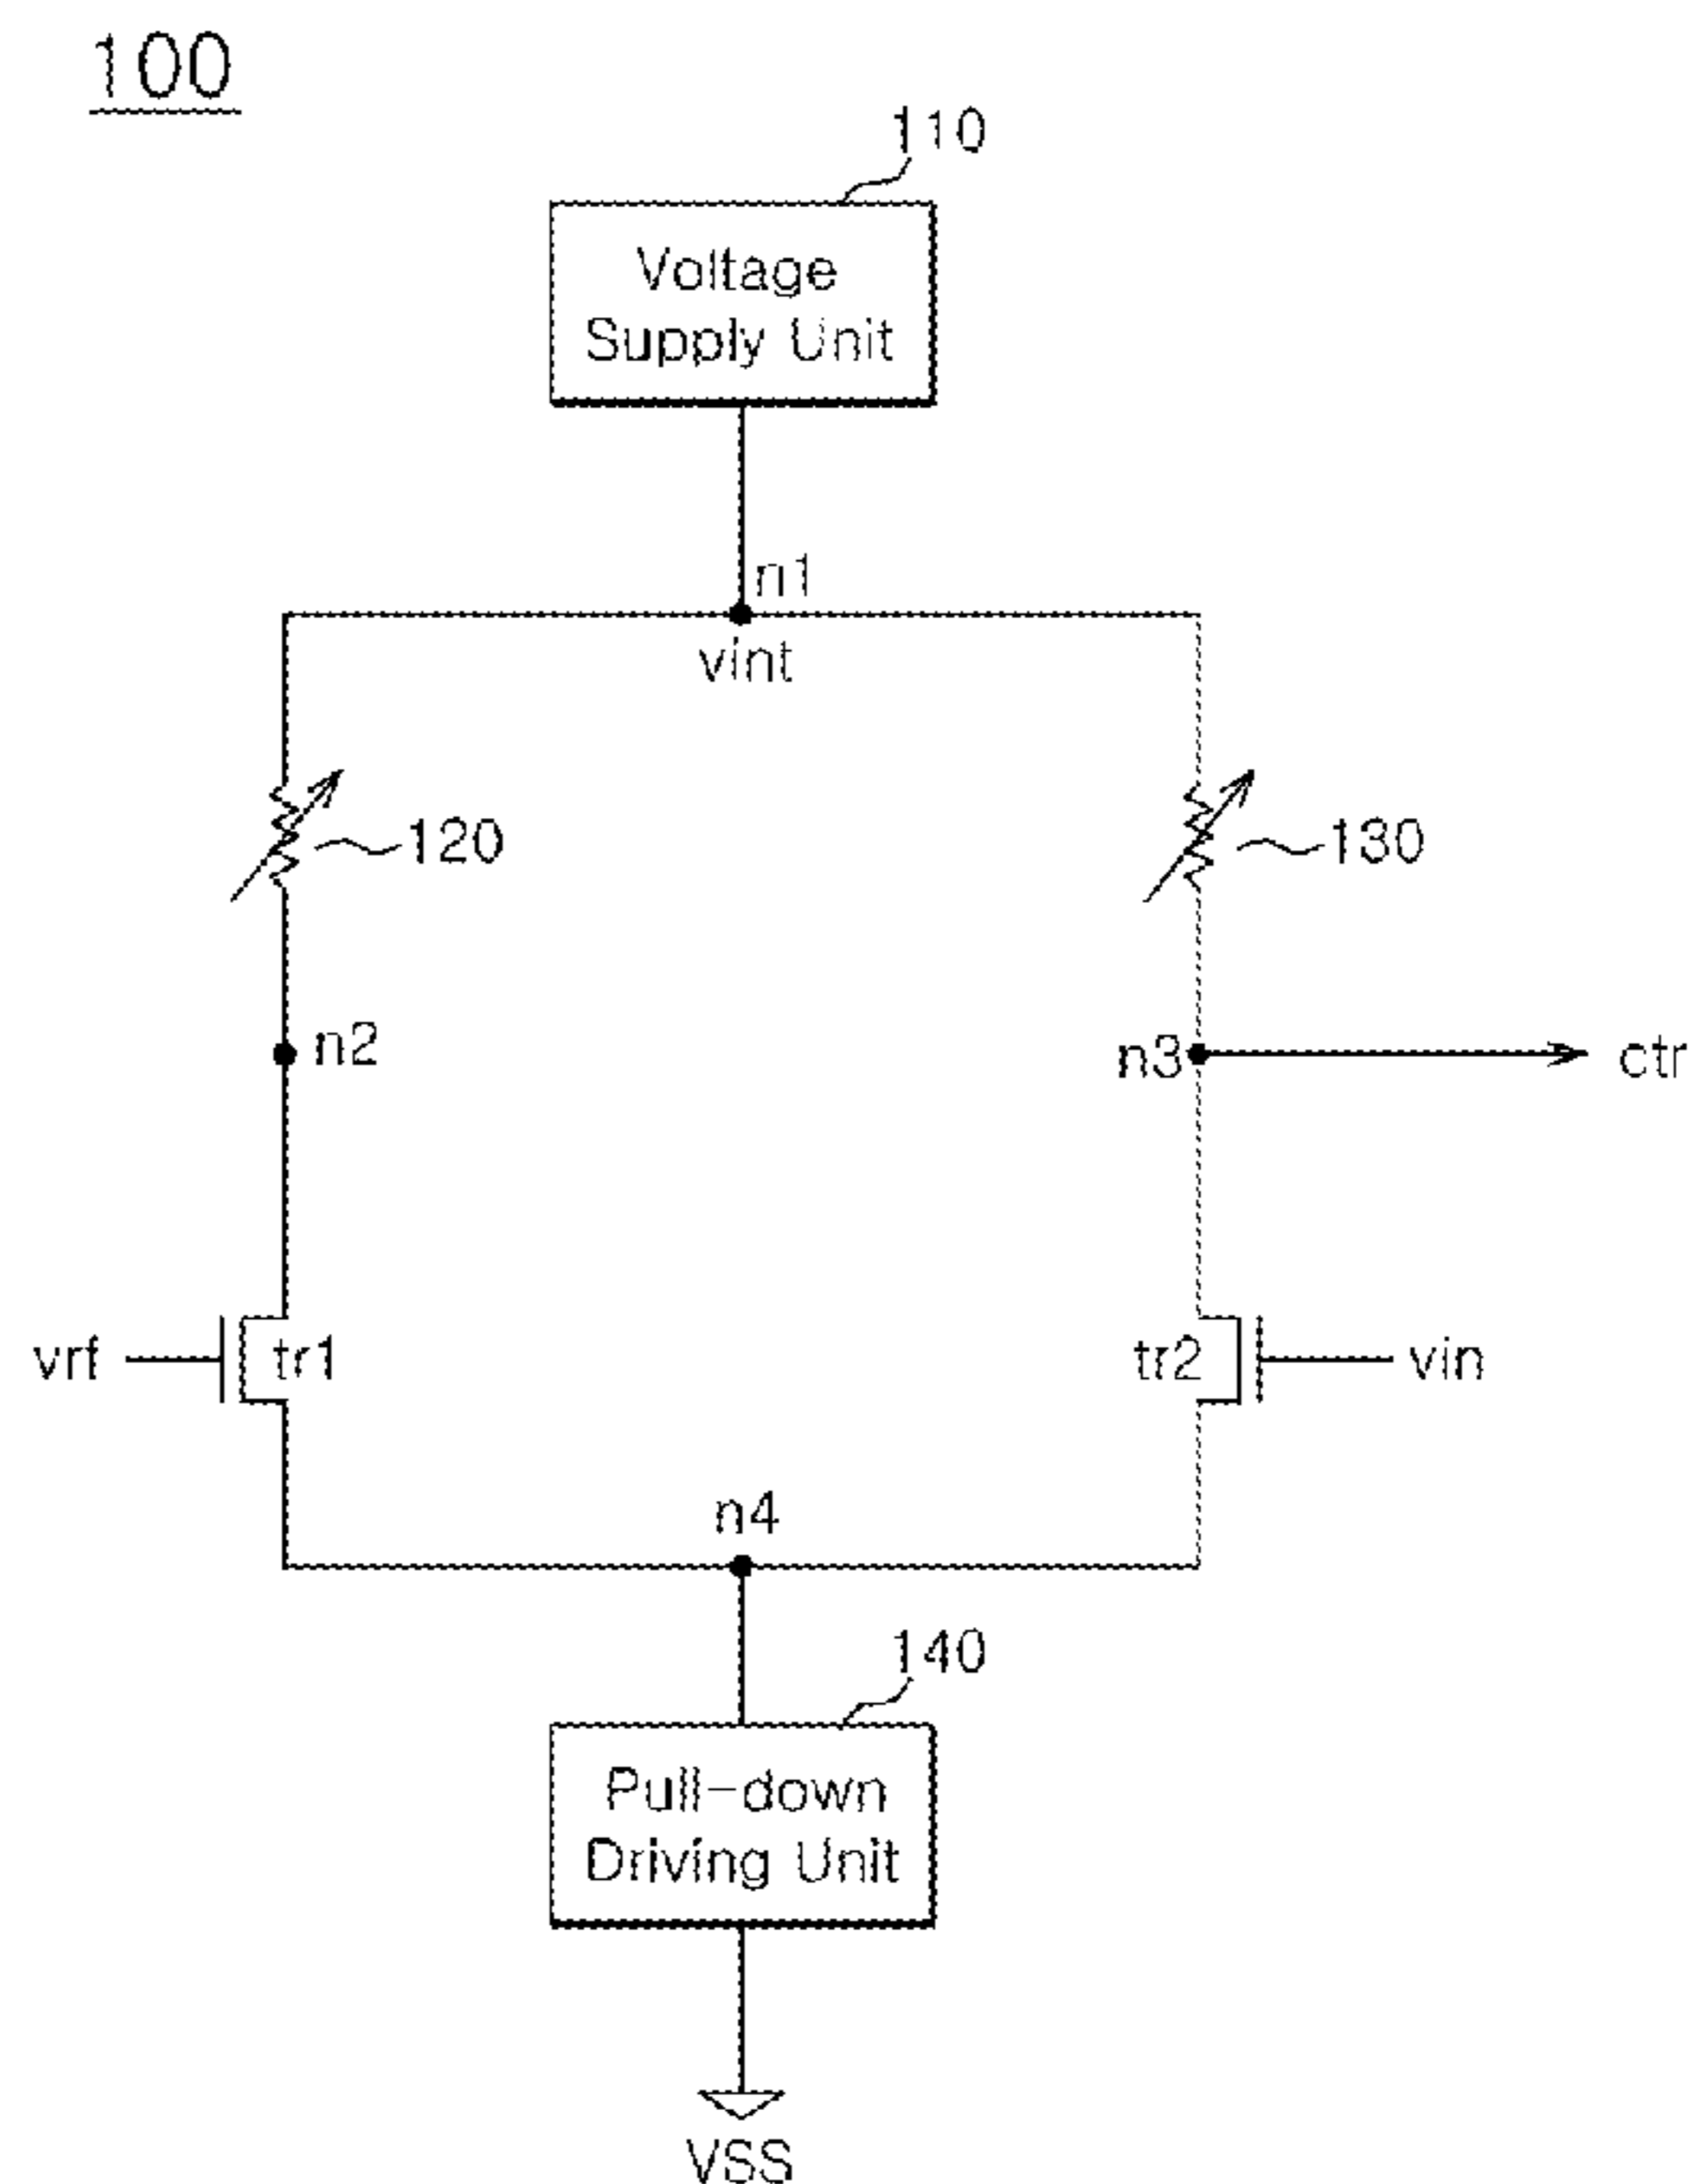 100
110
Voltage
Supply Unit
n1
vint
120
130
n2
n3
ctr
vrf
tr1
tr2
vin
n4
140
Pull-down
Driving Unit
VSS